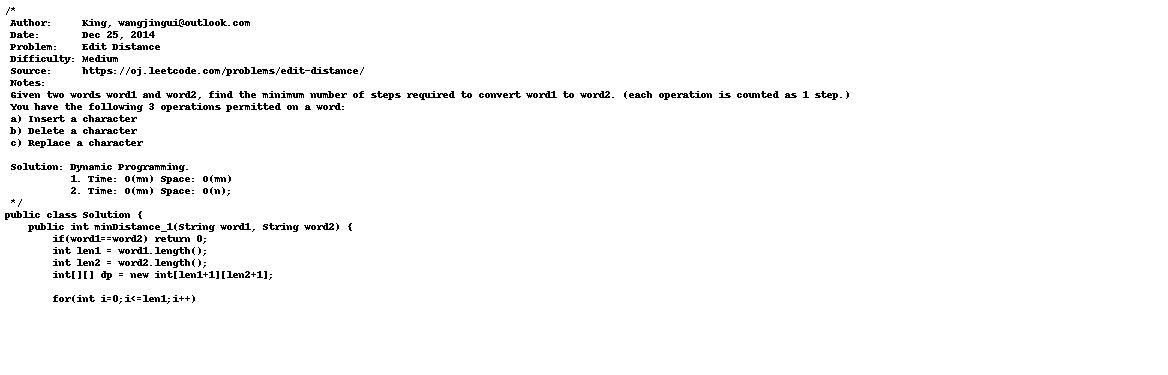 /*
 Author:     King, wangjingui@outlook.com
 Date:       Dec 25, 2014
 Problem:    Edit Distance
 Difficulty: Medium
 Source:     https://oj.leetcode.com/problems/edit-distance/
 Notes:
 Given two words word1 and word2, find the minimum number of steps required to convert word1 to word2. (each operation is counted as 1 step.)
 You have the following 3 operations permitted on a word:
 a) Insert a character
 b) Delete a character
 c) Replace a character

 Solution: Dynamic Programming.
           1. Time: O(mn) Space: O(mn)
           2. Time: O(mn) Space: O(n);
 */
public class Solution {
    public int minDistance_1(String word1, String word2) {
        if(word1==word2) return 0;
        int len1 = word1.length();
        int len2 = word2.length();
        int[][] dp = new int[len1+1][len2+1];

        for(int i=0;i<=len1;i++)